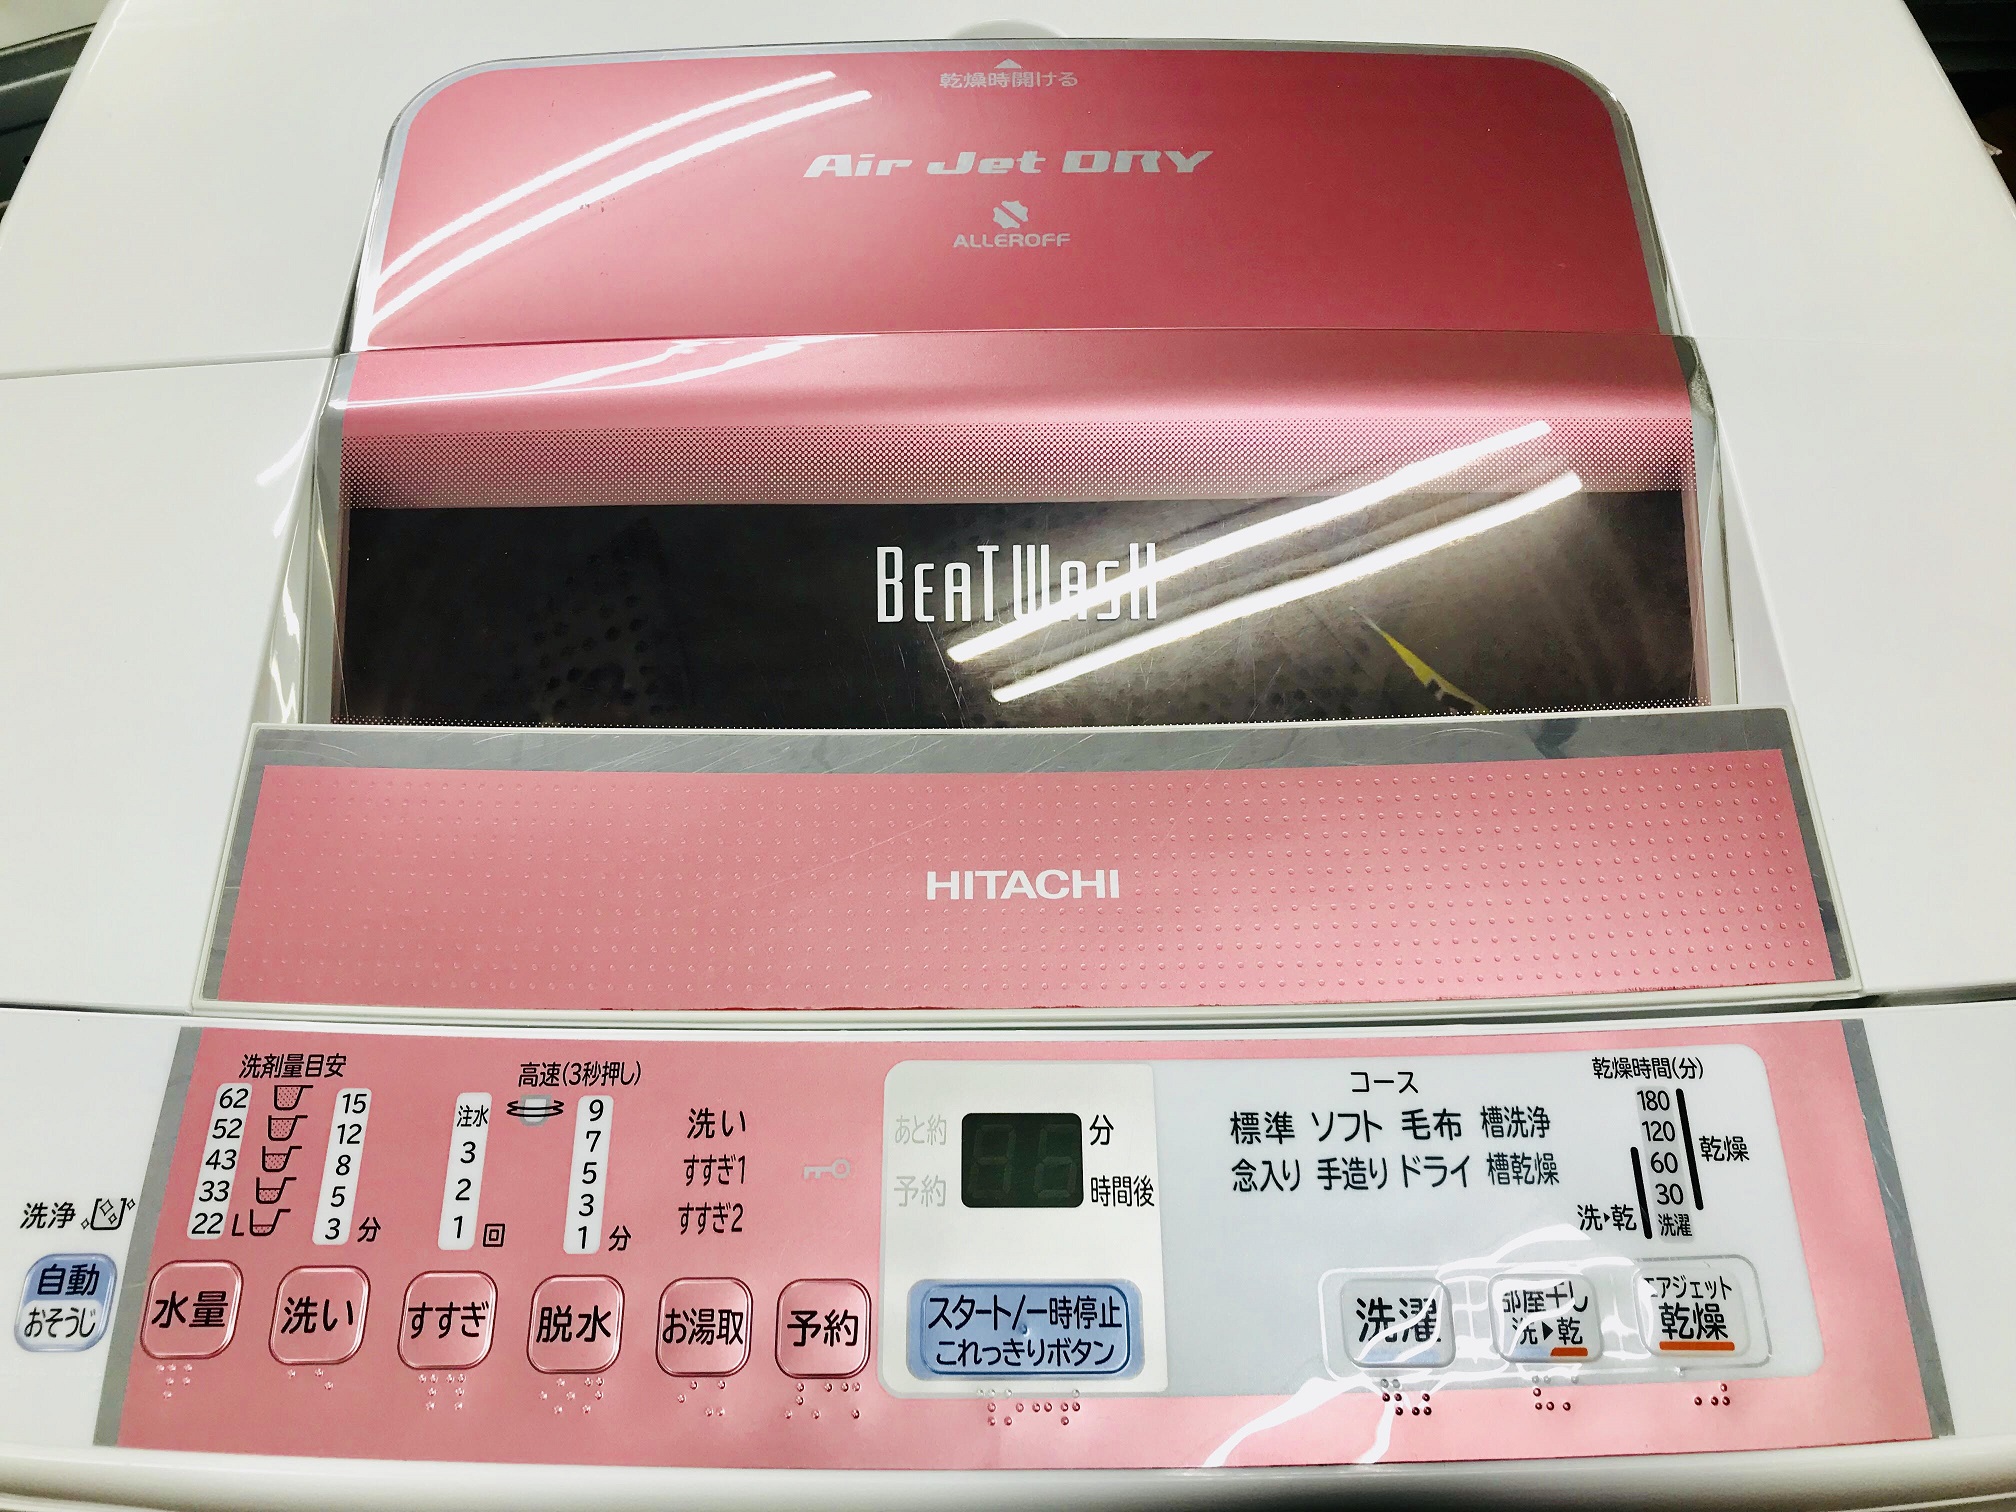 乾燥時開ける
Air Jet DRY
ALLEROFF
BEATWASH
HITACHI
洗剤量目安
62
52
43
33
22 L
15
12
8
5
3 分
注水
3
2
1 回
高速(3秒押し)
9
7
5
3
1 分
洗い
すすぎ1
すすぎ2
あと約 分
予約 時間後
コース
標準 ソフト 毛布 槽洗浄
念入り 手造り ドライ 槽乾燥
乾燥時間(分)
180
120
60
30
洗濯
乾燥
洗▶乾
洗浄
自動
おそうじ
水量
洗い
すすぎ
脱水
お湯取
予約
スタート/一時停止
これっきりボタン
洗濯
部屋干し
洗▶乾
エアジェット
乾燥